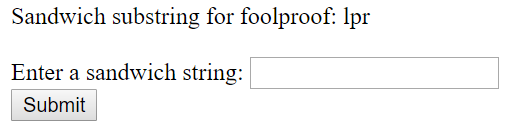 Sandwich substring for foolproof: lpr
Enter a sandwich string:
Submit